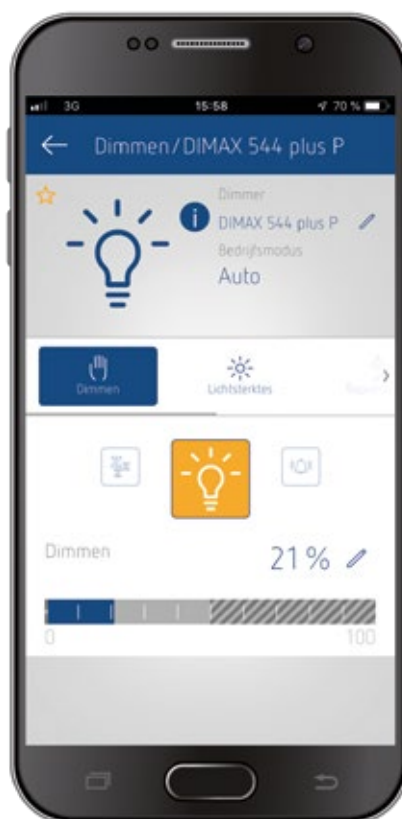 3G 15:58 70 %
Dimmen/DIMAX 544 plus P
Dimmer
i DIMAX 544 plus P
Bedrijfsmodus
Auto
Dimmen Lichtsterktes
Dimmen 21%
0 100